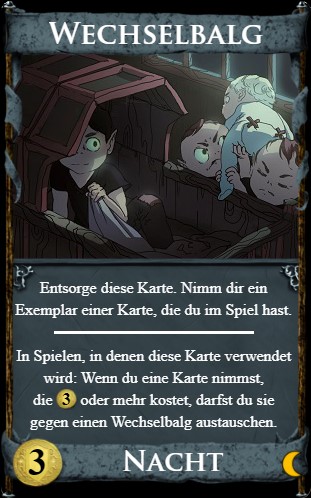 WECHSELBALG
Entsorge diese Karte. Nimm dir ein
Exemplar einer Karte, die du im Spiel hast.
In Spielen, in denen diese Karte verwendet
wird: Wenn du eine Karte nimmst,
die 3 oder mehr kostet, darfst du sie
gegen einen Wechselbalg austauschen.
3 NACHT